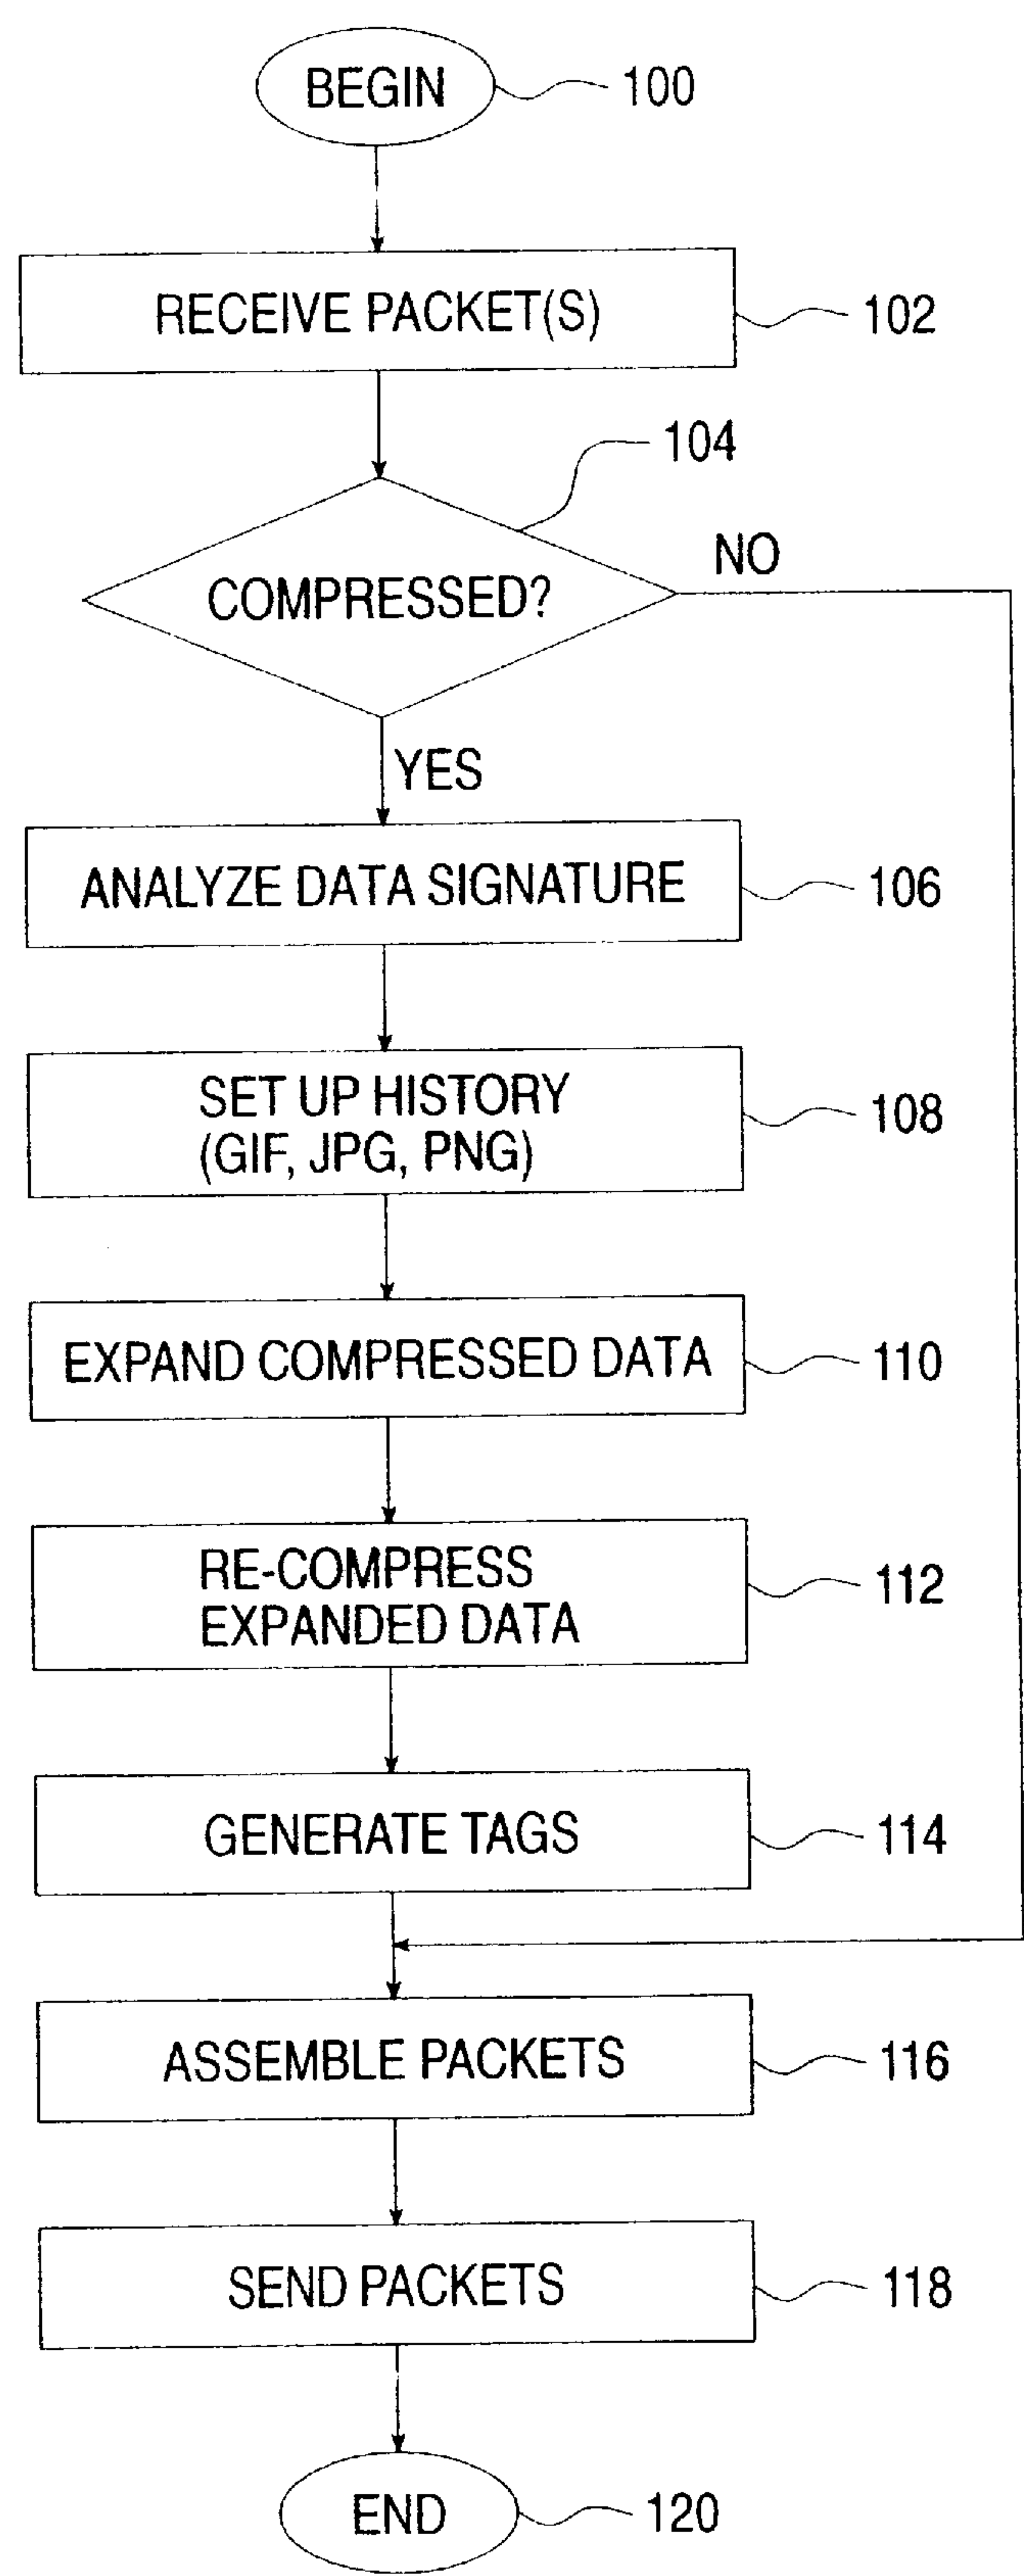 BEGIN
100
RECEIVE PACKET(S)
102
104
COMPRESSED?
NO
YES
ANALYZE DATA SIGNATURE
106
SET UP HISTORY
(GIF, JPG, PNG)
108
EXPAND COMPRESSED DATA
110
RE-COMPRESS
EXPANDED DATA
112
GENERATE TAGS
114
ASSEMBLE PACKETS
116
SEND PACKETS
118
END
120